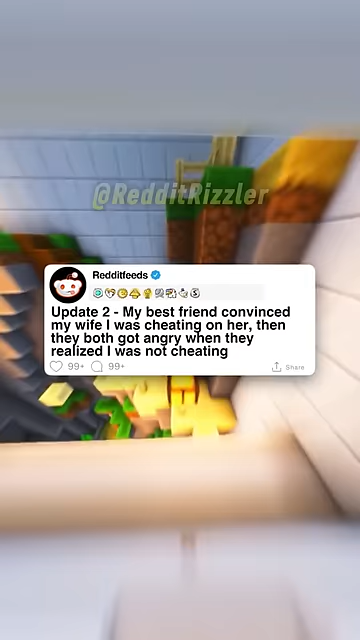 @RedditRizzler
Redditfeeds
Update 2 - My best friend convinced
my wife I was cheating on her, then
they both got angry when they
realized I was not cheating
99+ 99+ Share